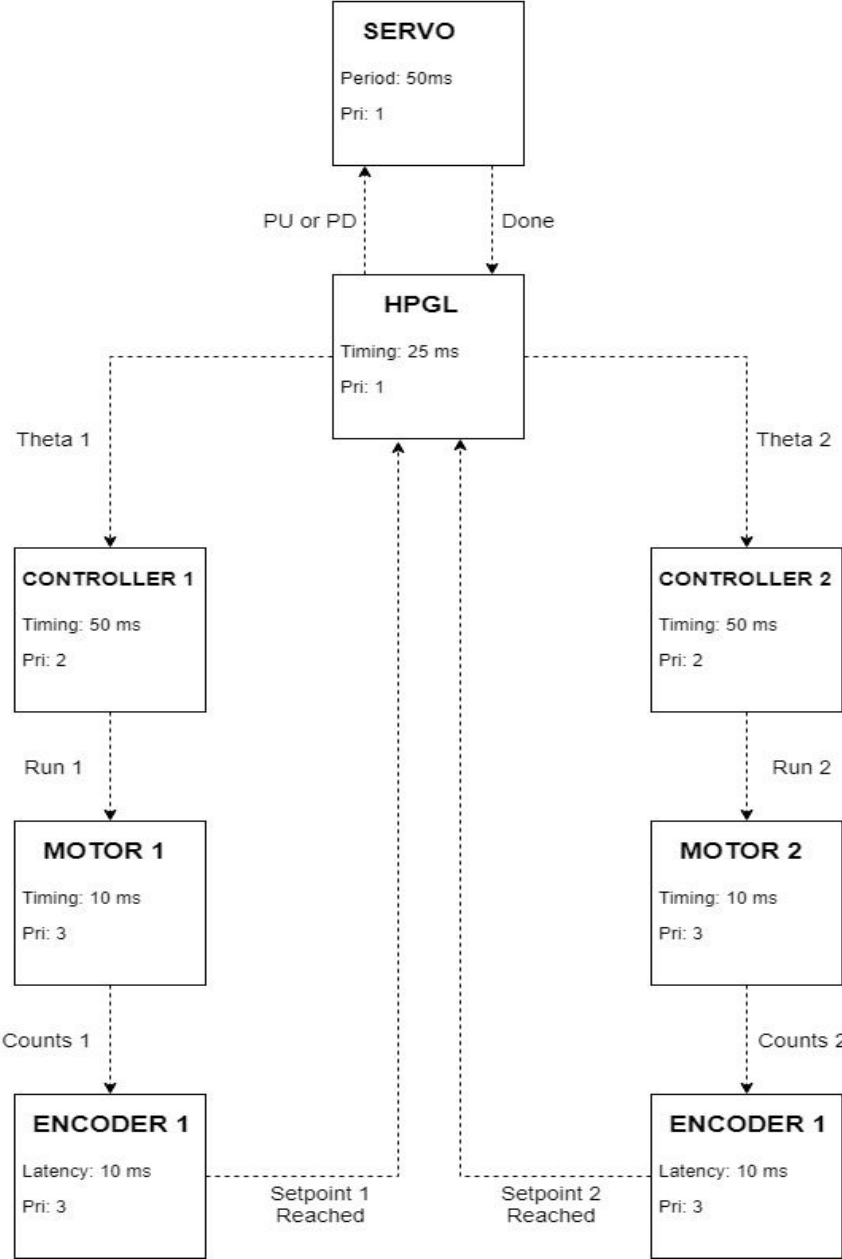 SERVO
Period: 50ms
Pri: 1
PU or PD
Done
HPGL
Timing: 25 ms
Pri: 1
Theta 1
Theta 2
CONTROLLER 1
Timing: 50 ms
Pri: 2
CONTROLLER 2
Timing: 50 ms
Pri: 2
Run 1
Run 2
MOTOR 1
Timing: 10 ms
Pri: 3
MOTOR 2
Timing: 10 ms
Pri: 3
Counts 1
Counts 2
ENCODER 1
Latency: 10 ms
Pri: 3
Setpoint 1
Reached
Setpoint 2
Reached
ENCODER 1
Latency: 10 ms
Pri: 3